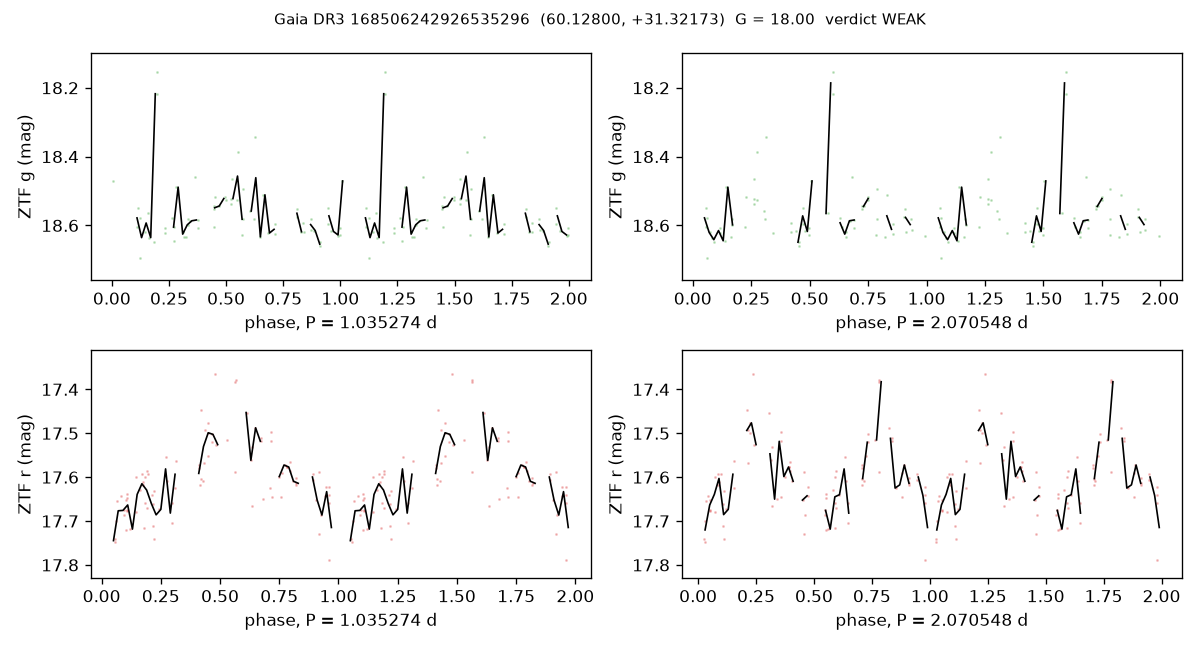 Gaia DR3 168506242926535296 (60.12800, +31.32173) G = 18.00 verdict WEAK
ZTF g (mag)
18.2
18.4
18.6
0.00 0.25 0.50 0.75 1.00 1.25 1.50 1.75 2.00
phase, P = 1.035274 d
ZTF g (mag)
18.2
18.4
18.6
0.00 0.25 0.50 0.75 1.00 1.25 1.50 1.75 2.00
phase, P = 2.070548 d
ZTF r (mag)
17.4
17.5
17.6
17.7
17.8
0.00 0.25 0.50 0.75 1.00 1.25 1.50 1.75 2.00
phase, P = 1.035274 d
ZTF r (mag)
17.4
17.5
17.6
17.7
17.8
0.00 0.25 0.50 0.75 1.00 1.25 1.50 1.75 2.00
phase, P = 2.070548 d